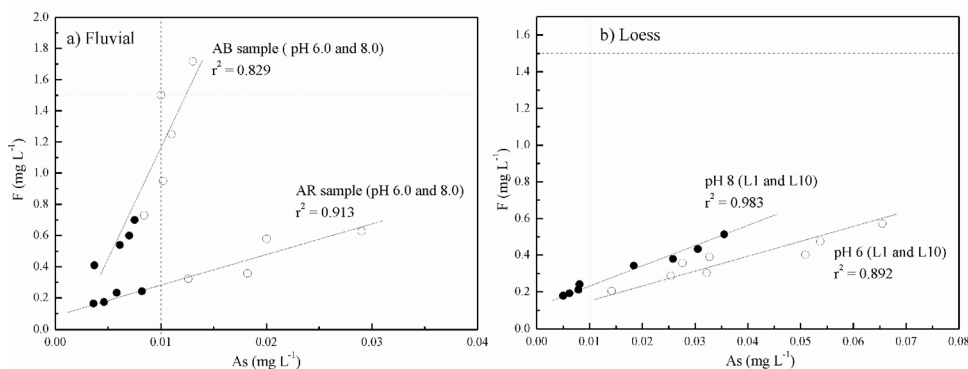 a) Fluvial
AB sample ( pH 6.0 and 8.0)
r² = 0.829
AR sample (pH 6.0 and 8.0)
r² = 0.913
F (mg L⁻¹)
2.0
1.8
1.6
1.4
1.2
1.0
0.8
0.6
0.4
0.2
0.0
0.00 0.01 0.02 0.03 0.04
As (mg L⁻¹)
b) Loess
pH 8 (L1 and L10)
r² = 0.983
pH 6 (L1 and L10)
r² = 0.892
F (mg L⁻¹)
1.6
1.4
1.2
1.0
0.8
0.6
0.4
0.2
0.0
0.00 0.01 0.02 0.03 0.04 0.05 0.06 0.07 0.08
As (mg L⁻¹)